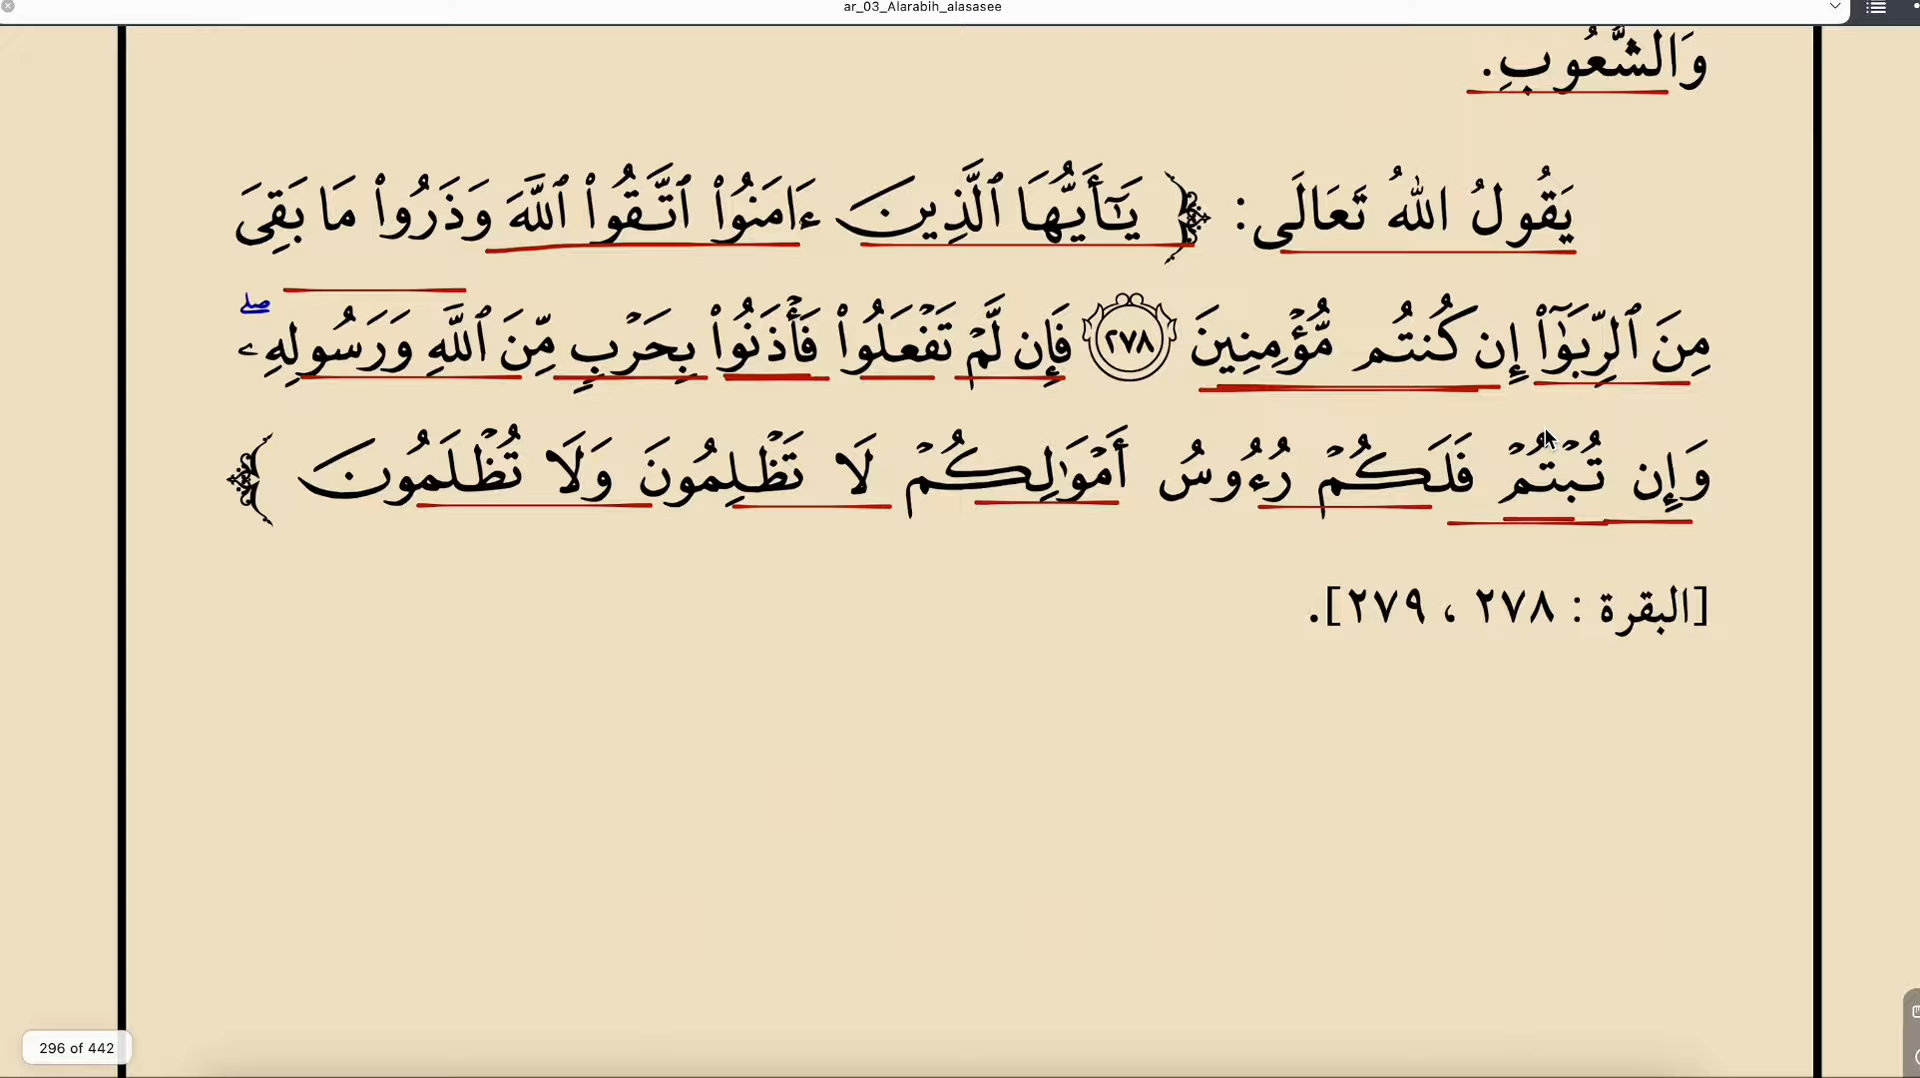 ar_03_Alarabih_alasasee
وَالشُّعُوبِ.
يَقُولُ اللهُ تَعَالَى: ﴿ يَٰٓأَيُّهَا ٱلَّذِينَ ءَامَنُوا۟ ٱتَّقُوا۟ ٱللَّهَ وَذَرُوا۟ مَا بَقِىَ
مِنَ ٱلرِّبَوٰٓا۟ إِن كُنتُم مُّؤْمِنِينَ ٢٧٨ فَإِن لَّمْ تَفْعَلُوا۟ فَأْذَنُوا۟ بِحَرْبٍ مِّنَ ٱللَّهِ وَرَسُولِهِۦ ۖ
وَإِن تُبْتُمْ فَلَكُمْ رُءُوسُ أَمْوَٰلِكُمْ لَا تَظْلِمُونَ وَلَا تُظْلَمُونَ ﴾
[البقرة : ٢٧٨ ، ٢٧٩].
296 of 442